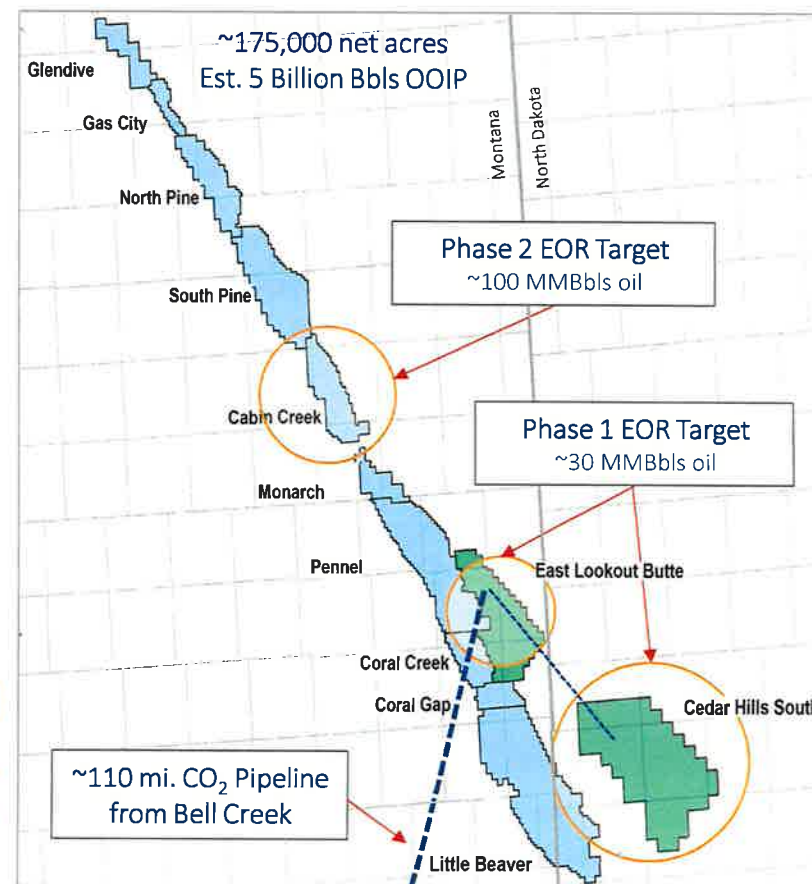 ~175,000 net acres
Est. 5 Billion Bbls OOIP
Glendive
Gas City
Montana
North Dakota
North Pine
Phase 2 EOR Target
~100 MMBbls oil
South Pine
Cabin Creek
Phase 1 EOR Target
~30 MMBbls oil
Monarch
Pennel
East Lookout Butte
Coral Creek
Coral Gap
Cedar Hills South
~110 mi. CO₂ Pipeline
from Bell Creek
Little Beaver